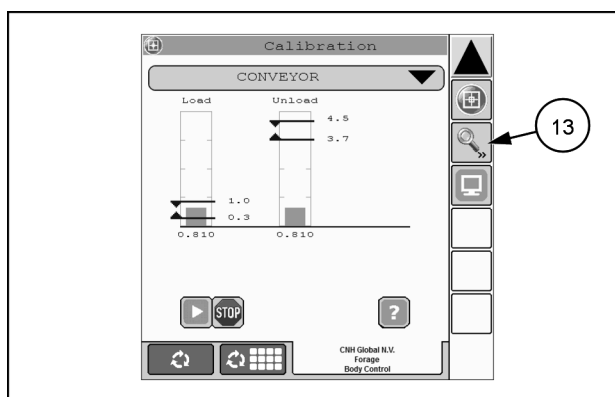 Calibration
CONVEYOR
Load Unload
4.5
3.7
1.0
0.3
0.810 0.810
STOP ?
CNH Global N.V.
Forage
Body Control
»
13